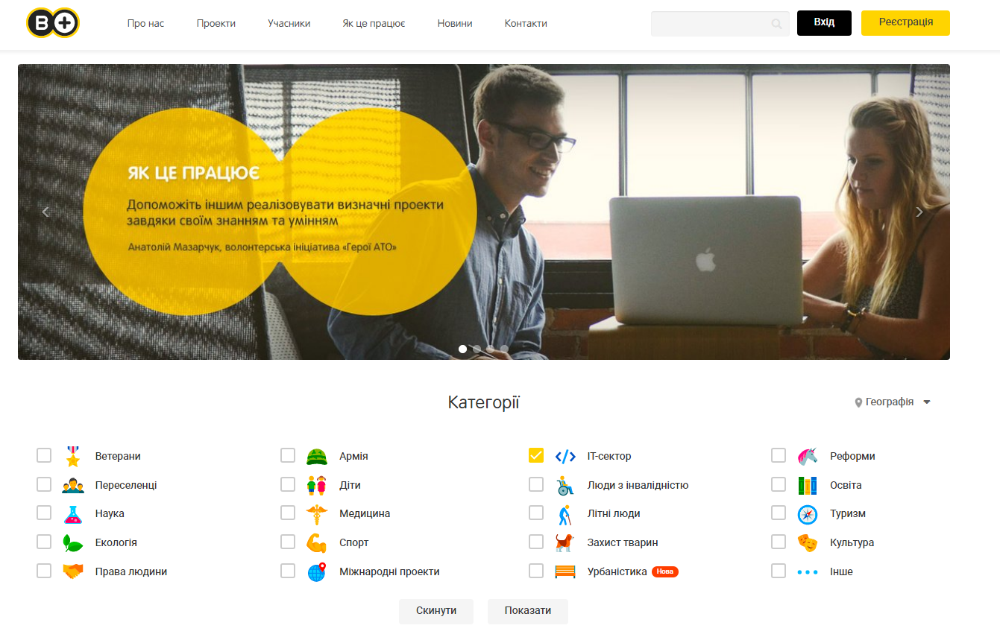 B+
Про нас
Проекти
Учасники
Як це працює
Новини
Контакти
Вхід
Реєстрація
ЯК ЦЕ ПРАЦЮЄ
Допоможіть іншим реалізовувати визначні проекти
завдяки своїм знанням та умінням
Анатолій Мазарчук, волонтерська ініціатива «Герої АТО»
Категорії
Географія
Ветерани
Армія
ІТ-сектор
Реформи
Переселенці
Діти
Люди з інвалідністю
Освіта
Наука
Медицина
Літні люди
Туризм
Екологія
Спорт
Захист тварин
Культура
Права людини
Міжнародні проекти
Урбаністика Нова
Інше
Скинути
Показати